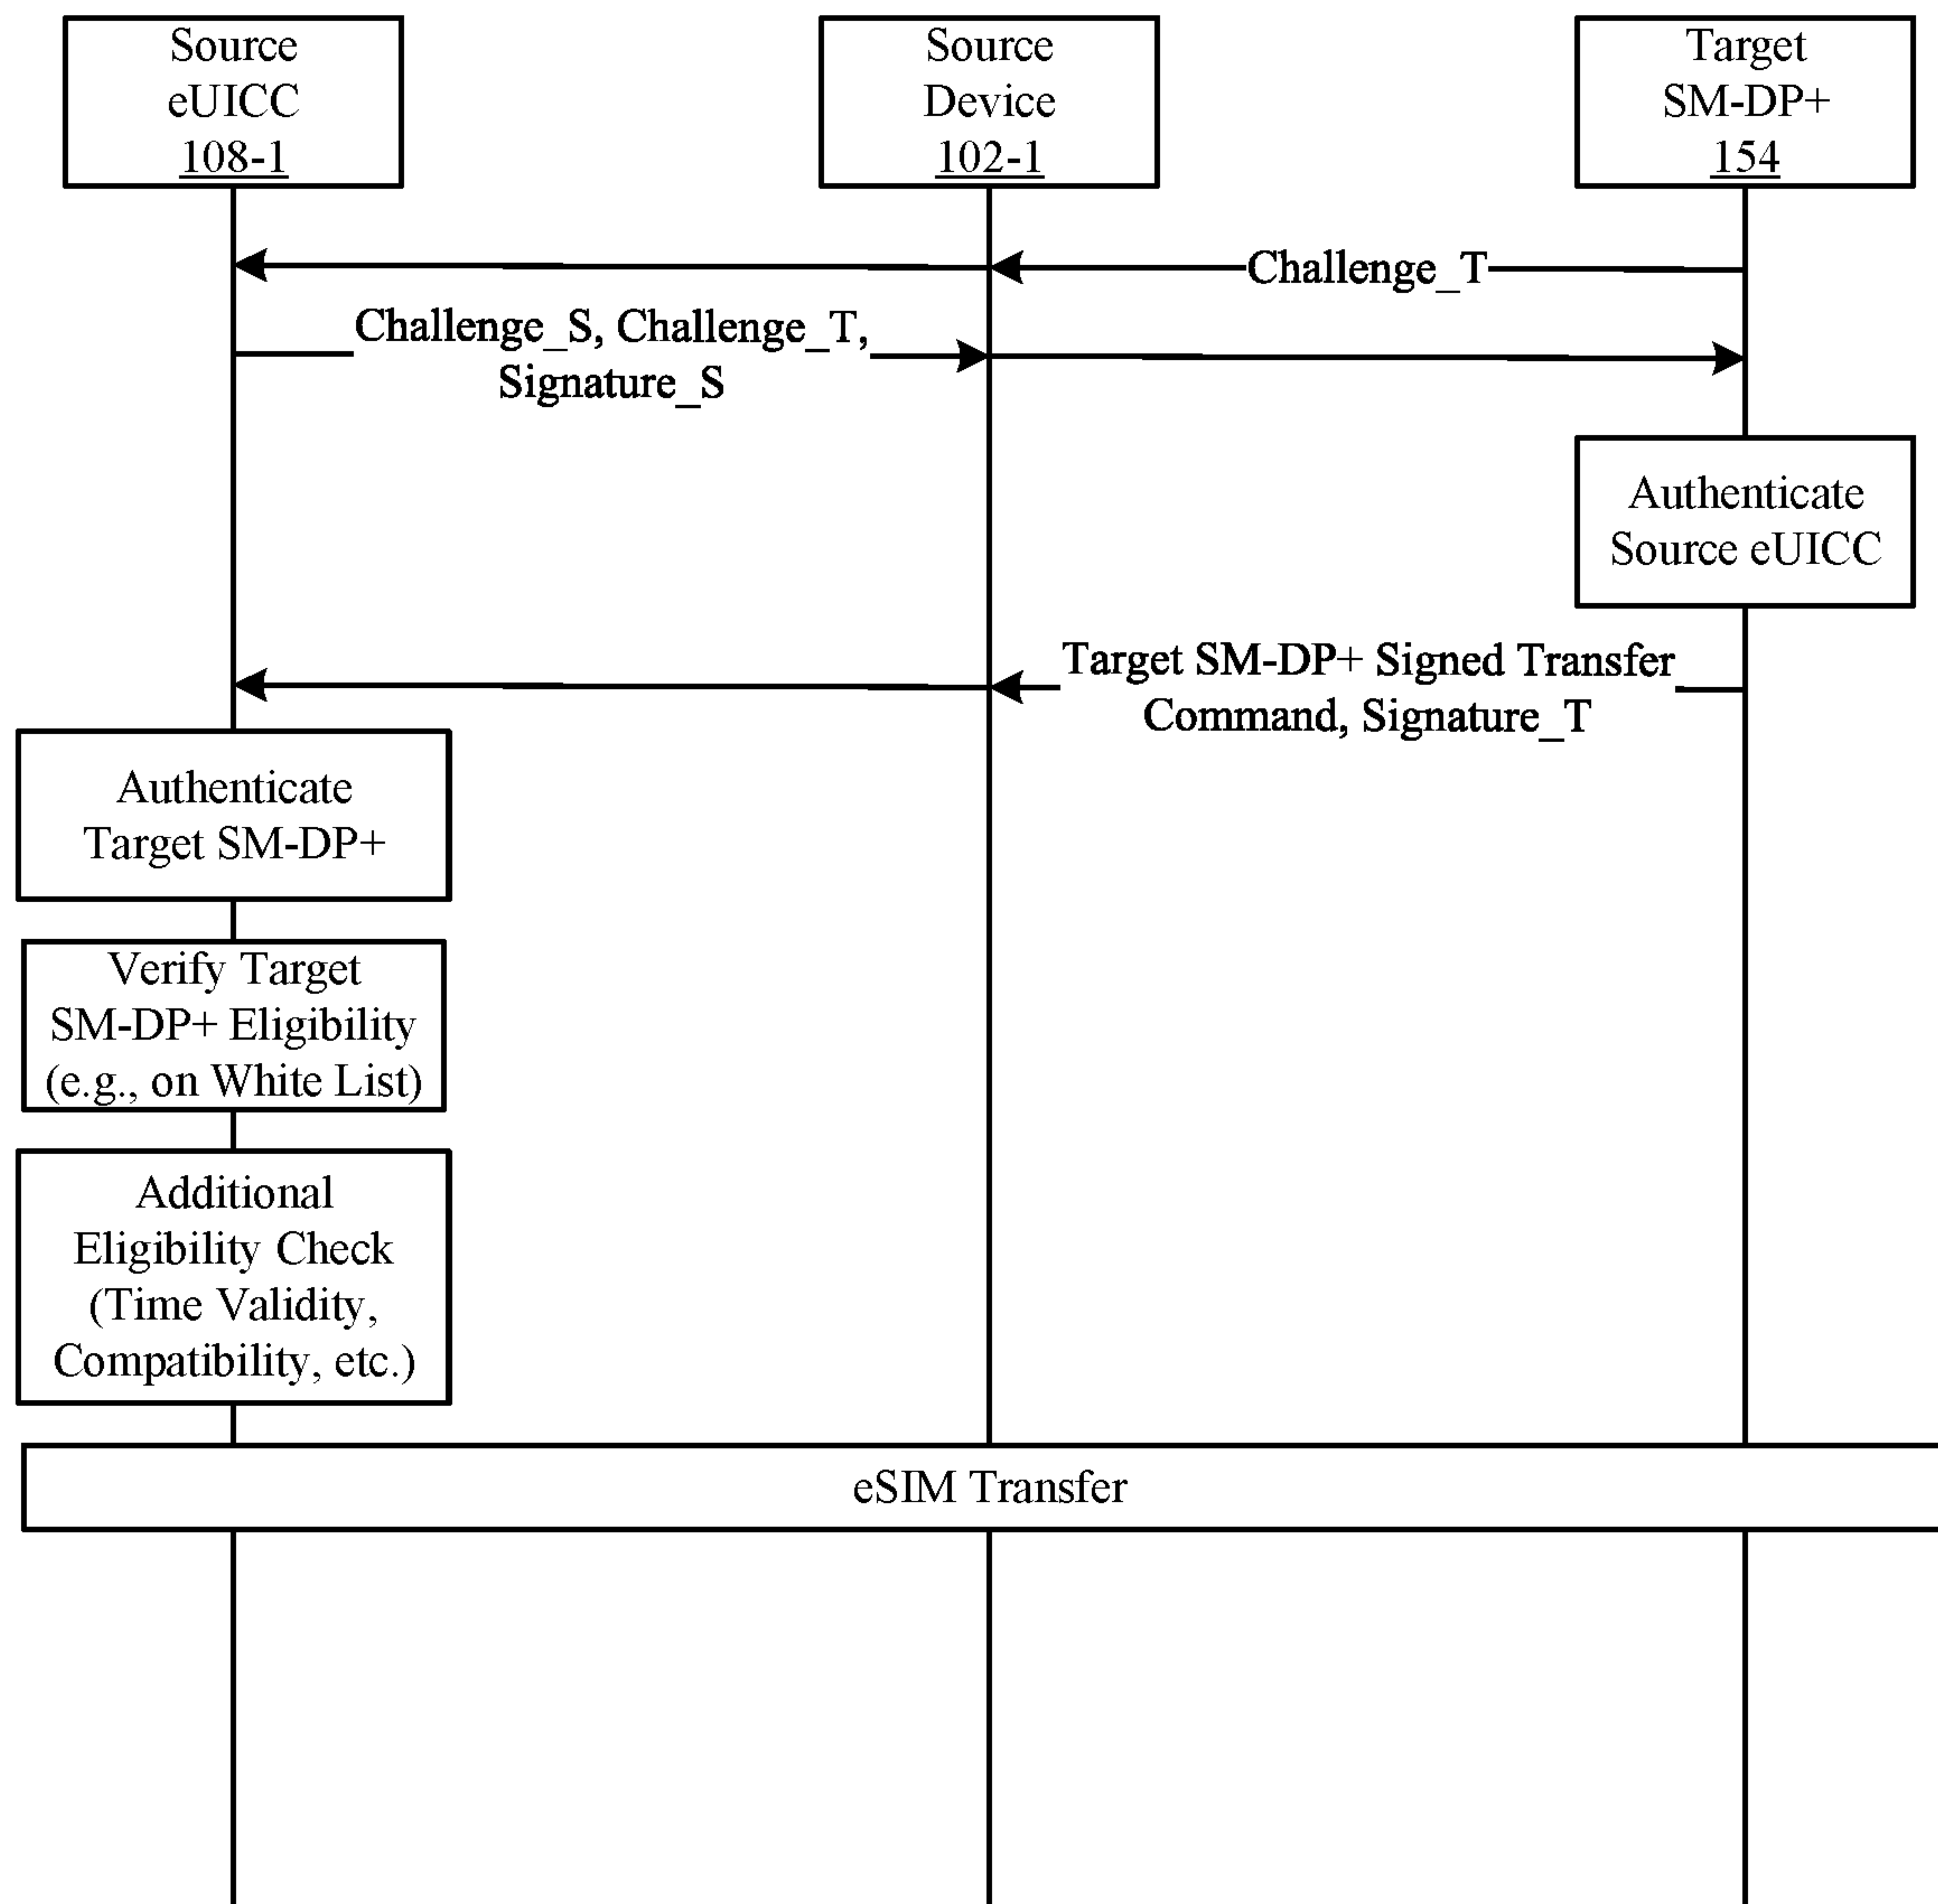 Source
eUICC
108-1
Source
Device
102-1
Target
SM-DP+
154
Challenge_T
Challenge_S, Challenge_T,
Signature_S
Authenticate
Source eUICC
Target SM-DP+ Signed Transfer
Command, Signature_T
Authenticate
Target SM-DP+
Verify Target
SM-DP+ Eligibility
(e.g., on White List)
Additional
Eligibility Check
(Time Validity,
Compatibility, etc.)
eSIM Transfer